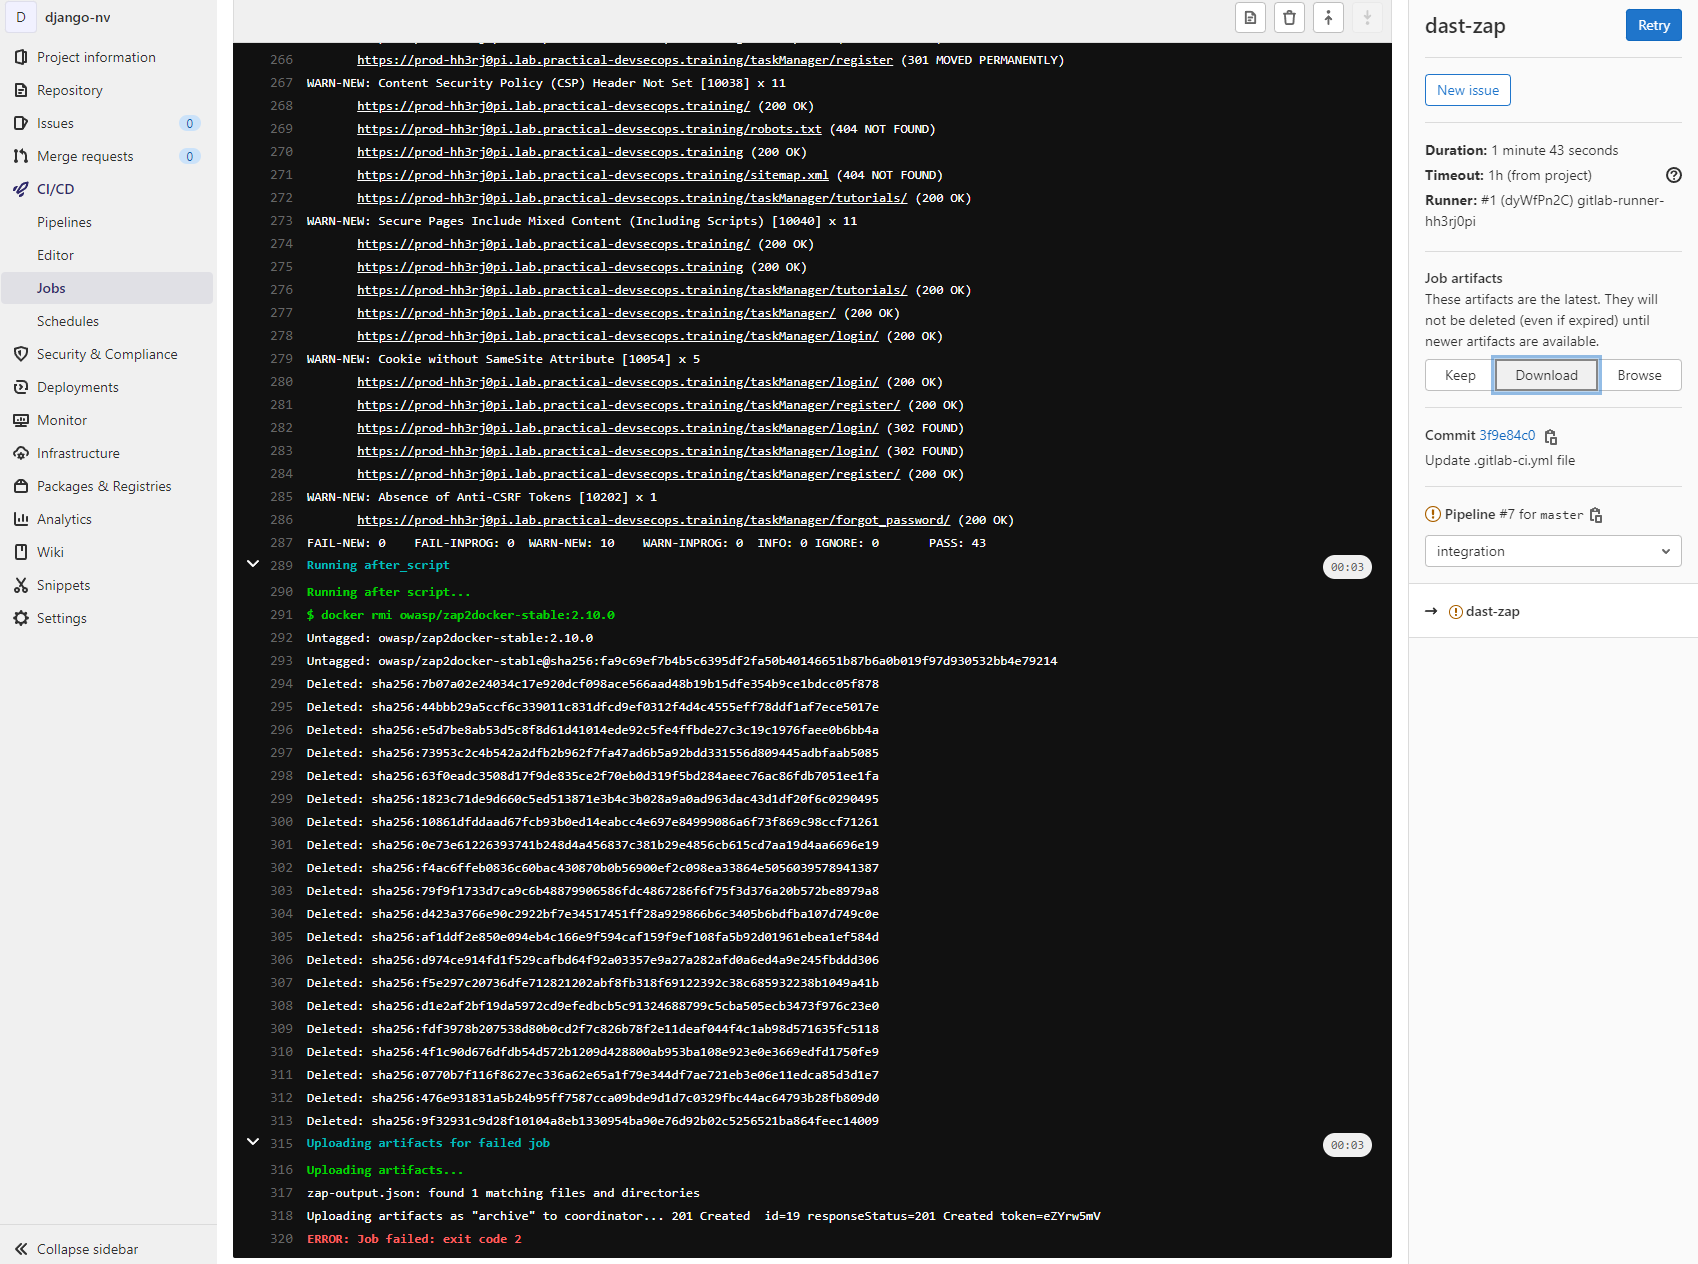 D django-nv
Project information
Repository
Issues 0
Merge requests 0
CI/CD
Pipelines
Editor
Jobs
Schedules
Security & Compliance
Deployments
Monitor
Infrastructure
Packages & Registries
Analytics
Wiki
Snippets
Settings
Collapse sidebar
266 https://prod-hh3rj0pi.lab.practical-devsecops.training/taskManager/register (301 MOVED PERMANENTLY)
267 WARN-NEW: Content Security Policy (CSP) Header Not Set [10038] x 11
268 https://prod-hh3rj0pi.lab.practical-devsecops.training/ (200 OK)
269 https://prod-hh3rj0pi.lab.practical-devsecops.training/robots.txt (404 NOT FOUND)
270 https://prod-hh3rj0pi.lab.practical-devsecops.training (200 OK)
271 https://prod-hh3rj0pi.lab.practical-devsecops.training/sitemap.xml (404 NOT FOUND)
272 https://prod-hh3rj0pi.lab.practical-devsecops.training/taskManager/tutorials/ (200 OK)
273 WARN-NEW: Secure Pages Include Mixed Content (Including Scripts) [10040] x 11
274 https://prod-hh3rj0pi.lab.practical-devsecops.training/ (200 OK)
275 https://prod-hh3rj0pi.lab.practical-devsecops.training (200 OK)
276 https://prod-hh3rj0pi.lab.practical-devsecops.training/taskManager/tutorials/ (200 OK)
277 https://prod-hh3rj0pi.lab.practical-devsecops.training/taskManager/ (200 OK)
278 https://prod-hh3rj0pi.lab.practical-devsecops.training/taskManager/login/ (200 OK)
279 WARN-NEW: Cookie without SameSite Attribute [10054] x 5
280 https://prod-hh3rj0pi.lab.practical-devsecops.training/taskManager/login/ (200 OK)
281 https://prod-hh3rj0pi.lab.practical-devsecops.training/taskManager/register/ (200 OK)
282 https://prod-hh3rj0pi.lab.practical-devsecops.training/taskManager/login/ (302 FOUND)
283 https://prod-hh3rj0pi.lab.practical-devsecops.training/taskManager/login/ (302 FOUND)
284 https://prod-hh3rj0pi.lab.practical-devsecops.training/taskManager/register/ (200 OK)
285 WARN-NEW: Absence of Anti-CSRF Tokens [10202] x 1
286 https://prod-hh3rj0pi.lab.practical-devsecops.training/taskManager/forgot_password/ (200 OK)
287 FAIL-NEW: 0 FAIL-INPROG: 0 WARN-NEW: 10 WARN-INPROG: 0 INFO: 0 IGNORE: 0 PASS: 43
289 Running after_script 00:03
290 Running after script...
291 $ docker rmi owasp/zap2docker-stable:2.10.0
292 Untagged: owasp/zap2docker-stable:2.10.0
293 Untagged: owasp/zap2docker-stable@sha256:fa9c69ef7b4b5c6395df2fa50b40146651b87b6a0b019f97d930532bb4e79214
294 Deleted: sha256:7b07a02e24034c17e920dcf098ace566aad48b19b15dfe354b9ce1bdcc05f878
295 Deleted: sha256:44bbb29a5ccf6c339011c831dfcd9ef0312f4d4c4555eff78ddf1af7ece5017e
296 Deleted: sha256:e5d7be8ab53d5c8f8d61d41014ede92c5fe4ffbde27c3c19c1976faee0b6bb4a
297 Deleted: sha256:73953c2c4b542a2dfb2b962f7fa47ad6b5a92bdd331556d809445adbfaab5085
298 Deleted: sha256:63f0eadc3508d17f9de835ce2f70eb0d319f5bd284aeec76ac86fdb7051ee1fa
299 Deleted: sha256:1823c71de9d660c5ed513871e3b4c3b028a9a0ad963dac43d1df20f6c0290495
300 Deleted: sha256:10861dfddaad67fcb93b0ed14eabcc4e697e84999086a6f73f869c98ccf71261
301 Deleted: sha256:0e73e61226393741b248d4a456837c381b29e4856cb615cd7aa19d4aa6696e19
302 Deleted: sha256:f4ac6ffeb0836c60bac430870b0b56900ef2c098ea33864e5056039578941387
303 Deleted: sha256:79f9f1733d7ca9c6b48879906586fdc4867286f6f75f3d376a20b572be8979a8
304 Deleted: sha256:d423a3766e90c2922bf7e34517451ff28a929866b6c3405b6bdfba107d749c0e
305 Deleted: sha256:af1ddf2e850e094eb4c166e9f594caf159f9ef108fa5b92d01961ebea1ef584d
306 Deleted: sha256:d974ce914fd1f529cafbd64f92a03357e9a27a282afd0a6ed4a9e245fbddd306
307 Deleted: sha256:f5e297c20736dfe712821202abf8fb318f69122392c38c685932238b1049a41b
308 Deleted: sha256:d1e2af2bf19da5972cd9efedbcb5c91324688799c5cba505ecb3473f976c23e0
309 Deleted: sha256:fdf3978b207538d80b0cd2f7c826b78f2e11deaf044f4c1ab98d571635fc5118
310 Deleted: sha256:4f1c90d676dfdb54d572b1209d428800ab953ba108e923e0e3669edfd1750fe9
311 Deleted: sha256:0770b7f116f8627ec336a62e65a1f79e344df7ae721eb3e06e11edca85d3d1e7
312 Deleted: sha256:476e931831a5b24b95ff7587cca09bde9d1d7c0329fbc44ac64793b28fb809d0
313 Deleted: sha256:9f32931c9d28f10104a8eb1330954ba90e76d92b02c5256521ba864feec14009
315 Uploading artifacts for failed job 00:03
316 Uploading artifacts...
317 zap-output.json: found 1 matching files and directories
318 Uploading artifacts as "archive" to coordinator... 201 Created id=19 responseStatus=201 Created token=eZYrw5mV
320 ERROR: Job failed: exit code 2
dast-zap Retry
New issue
Duration: 1 minute 43 seconds
Timeout: 1h (from project)
Runner: #1 (dyWfPn2C) gitlab-runner-
hh3rj0pi
Job artifacts
These artifacts are the latest. They will
not be deleted (even if expired) until
newer artifacts are available.
Keep Download Browse
Commit 3f9e84c0
Update .gitlab-ci.yml file
Pipeline #7 for master
integration
dast-zap